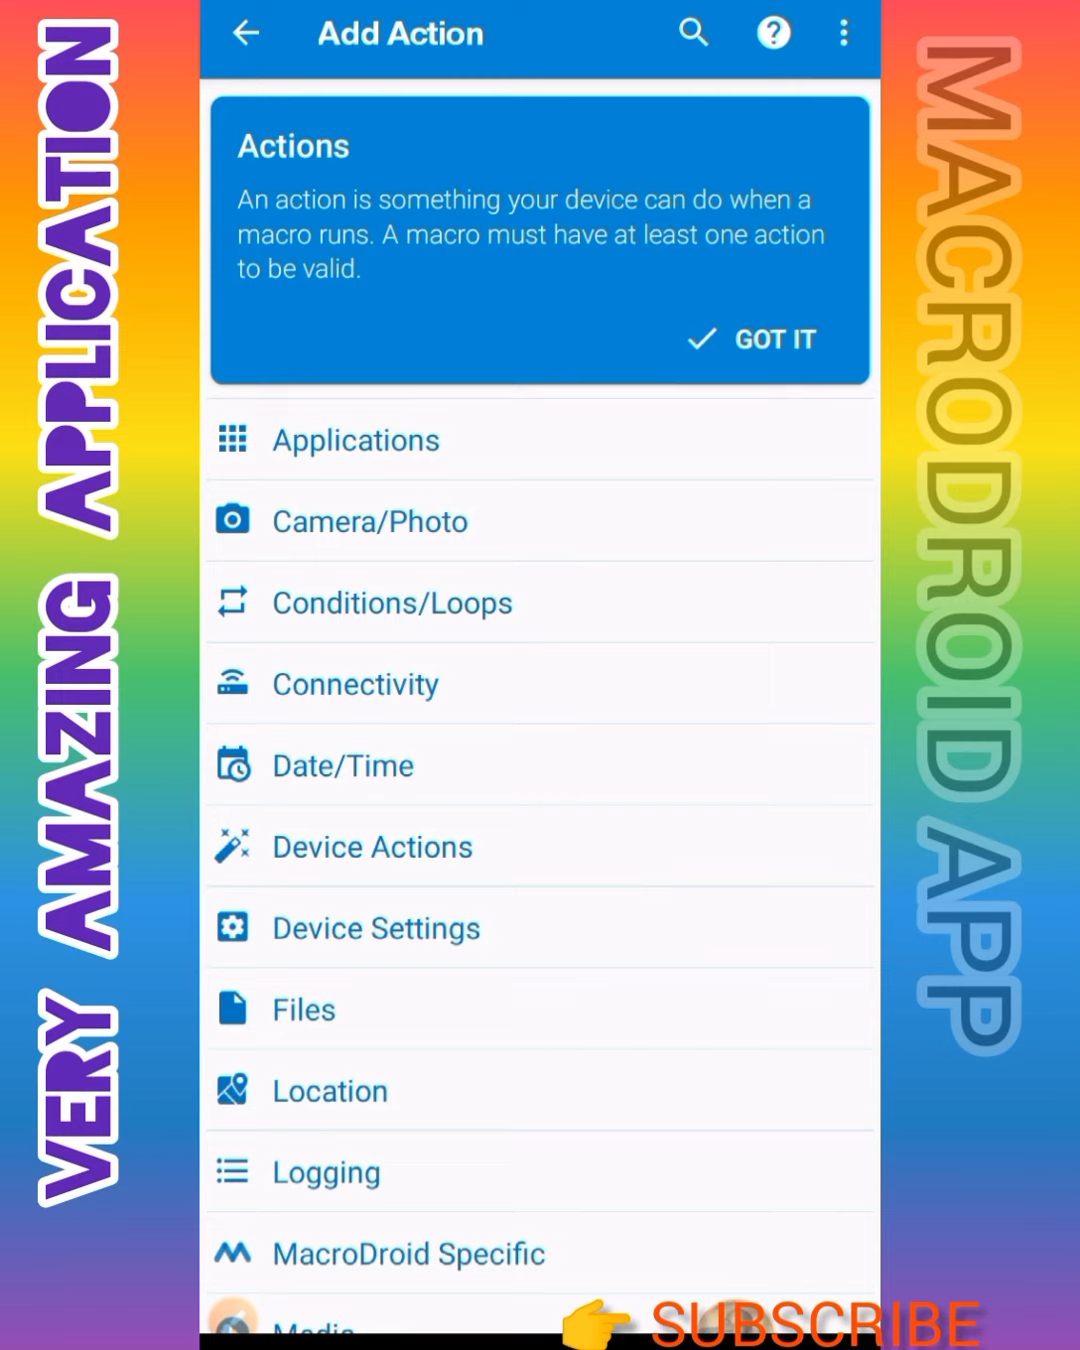 VERY AMAZING APPLICATION
Add Action
Actions
An action is something your device can do when a
macro runs. A macro must have at least one action
to be valid.
GOT IT
Applications
Camera/Photo
Conditions/Loops
Connectivity
Date/Time
Device Actions
Device Settings
Files
Location
Logging
MacroDroid Specific
Media
SUBSCRIBE
MACRODROID APP